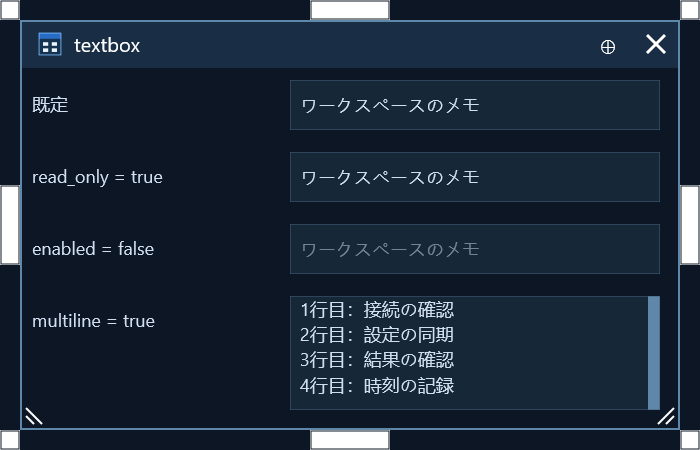 textbox
既定
ワークスペースのメモ
read_only = true
ワークスペースのメモ
enabled = false
ワークスペースのメモ
multiline = true
1行目: 接続の確認
2行目: 設定の同期
3行目: 結果の確認
4行目: 時刻の記録